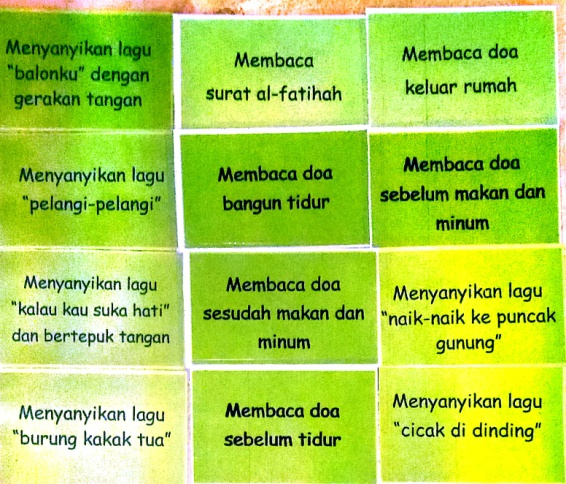 Menyanyikan lagu
"balonku" dengan
gerakan tangan
Membaca
surat al-fatihah
Membaca doa
keluar rumah
Menyanyikan lagu
"pelangi-pelangi"
Membaca doa
bangun tidur
Membaca doa
sebelum makan dan
minum
Menyanyikan lagu
"kalau kau suka hati"
dan bertepuk tangan
Membaca doa
sesudah makan dan
minum
Menyanyikan lagu
"naik-naik ke puncak
gunung"
Menyanyikan lagu
"burung kakak tua"
Membaca doa
sebelum tidur
Menyanyikan lagu
"cicak di dinding"